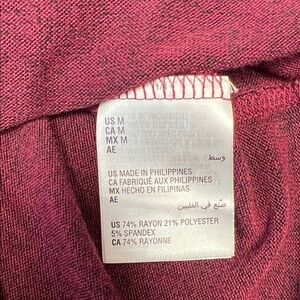 US M
CA M
MX M
AE
وسط
US MADE IN PHILIPPINES
CA FABRIQUÉ AUX PHILIPPINES
MX HECHO EN FILIPINAS
AE
صنع في الفلبين
US 74% RAYON 21% POLYESTER
5% SPANDEX
CA 74% RAYONNE